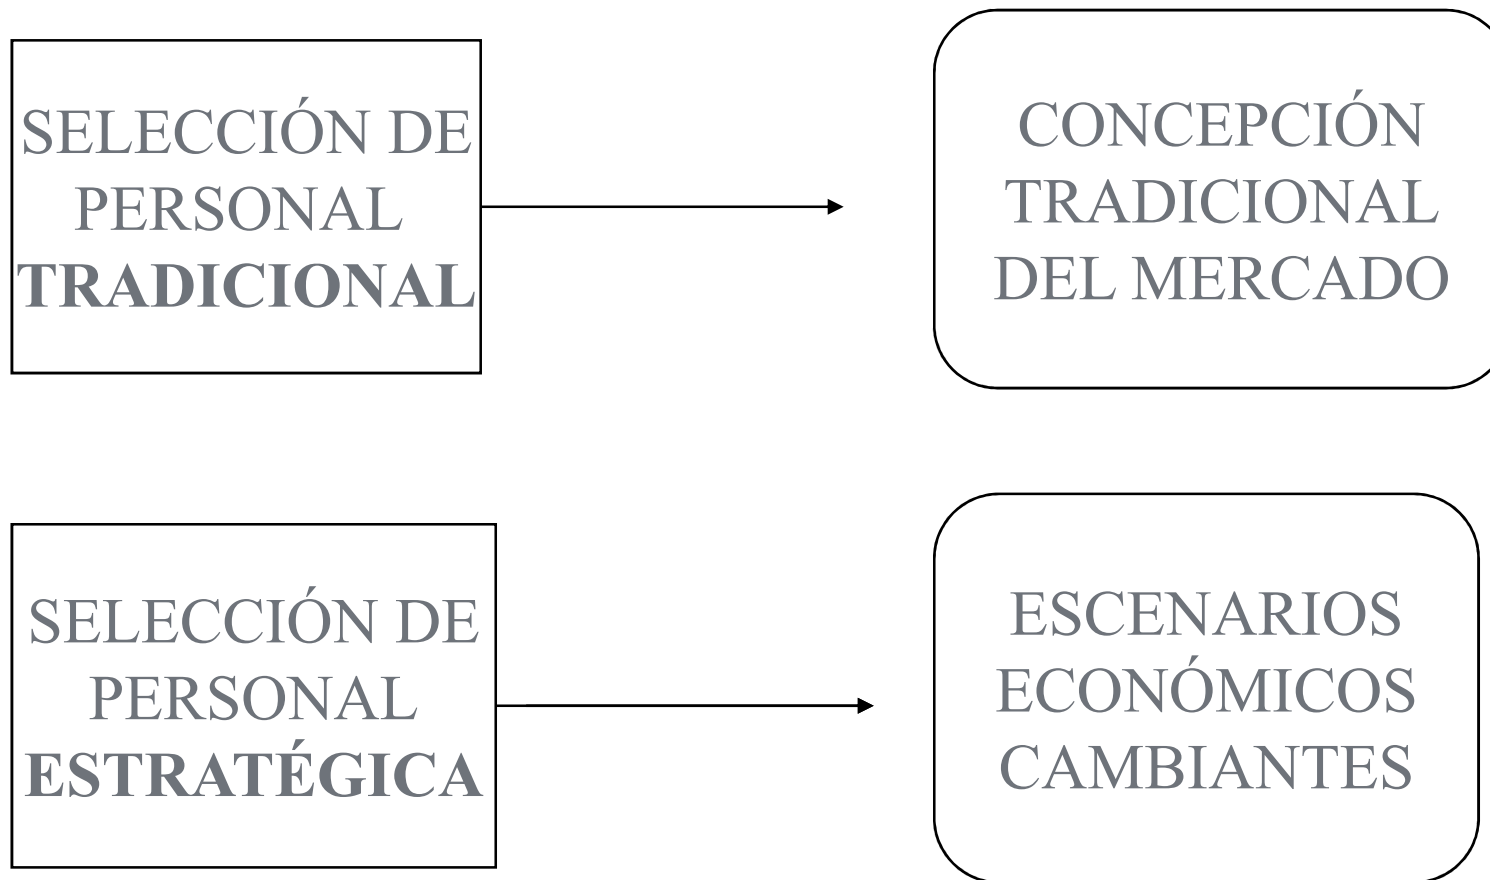 SELECCIÓN DE
PERSONAL
TRADICIONAL
CONCEPCIÓN
TRADICIONAL
DEL MERCADO
SELECCIÓN DE
PERSONAL
ESTRATÉGICA
ESCENARIOS
ECONÓMICOS
CAMBIANTES